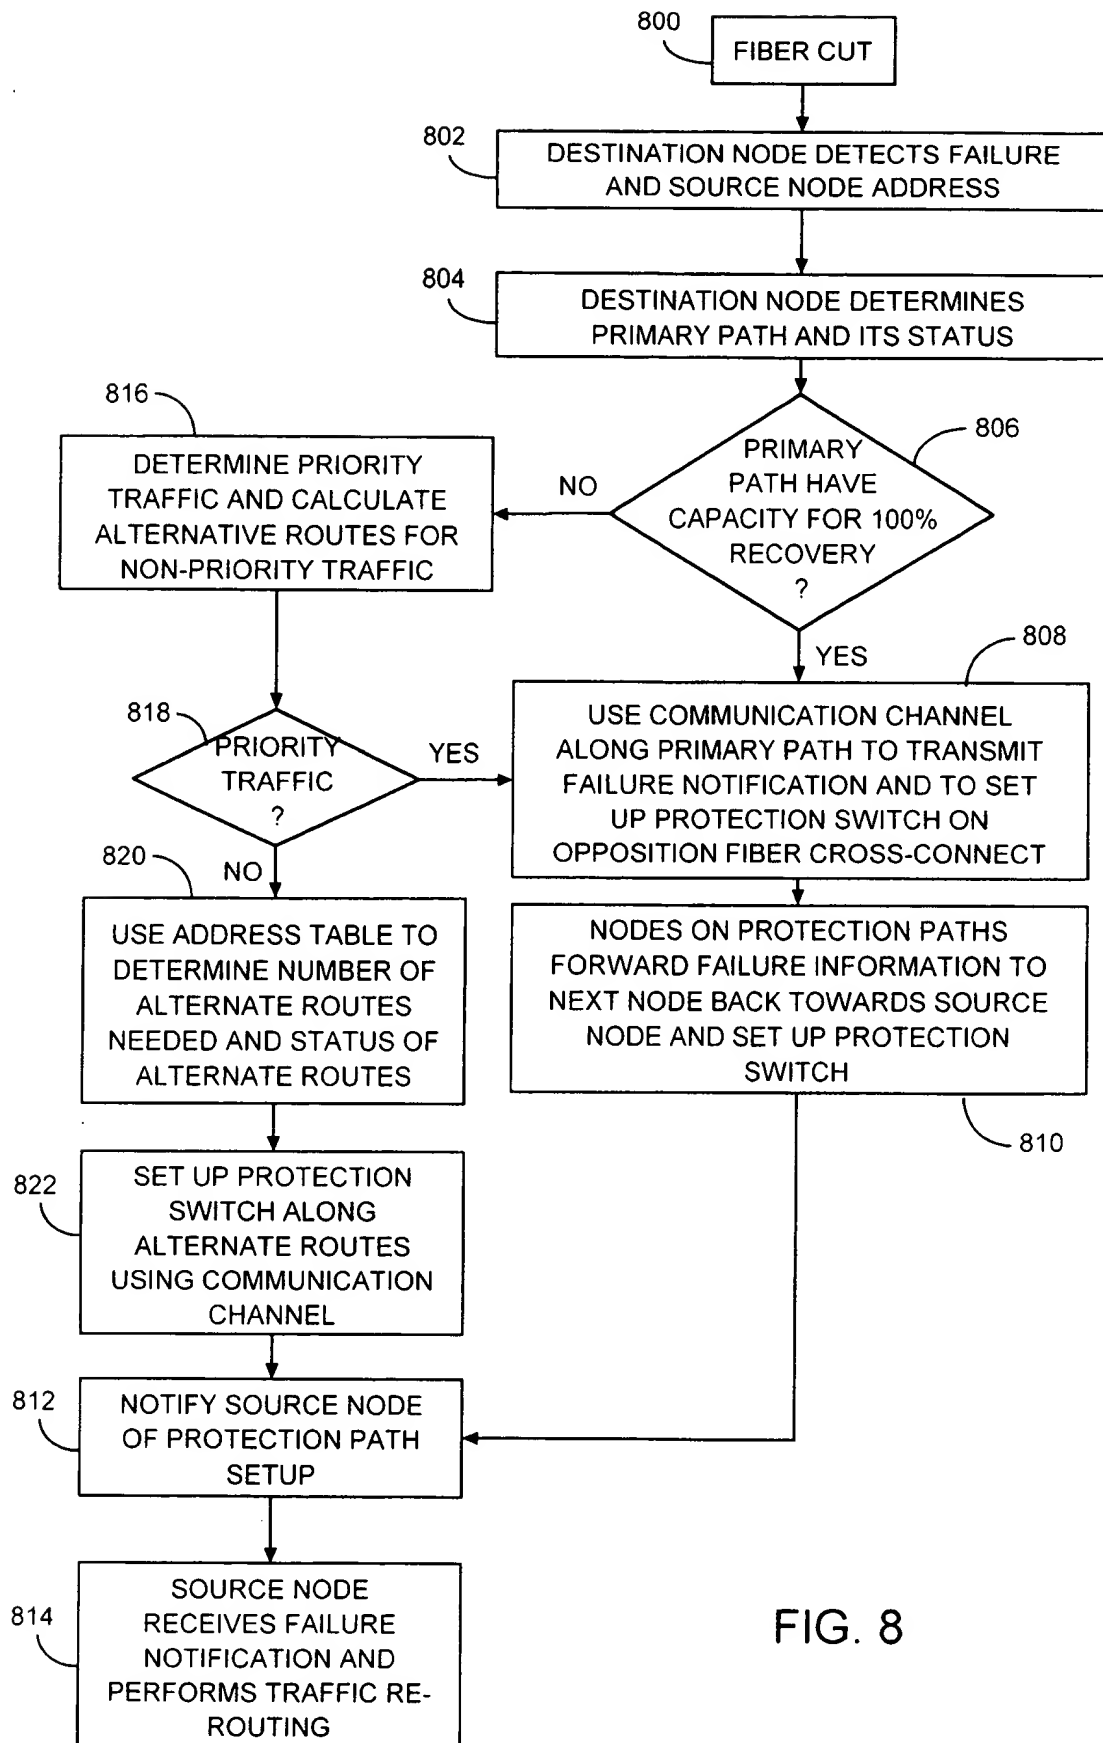 800
FIBER CUT
802
DESTINATION NODE DETECTS FAILURE
AND SOURCE NODE ADDRESS
804
DESTINATION NODE DETERMINES
PRIMARY PATH AND ITS STATUS
806
PRIMARY
PATH HAVE
CAPACITY FOR 100%
RECOVERY
?
NO
816
DETERMINE PRIORITY
TRAFFIC AND CALCULATE
ALTERNATIVE ROUTES FOR
NON-PRIORITY TRAFFIC
YES
808
USE COMMUNICATION CHANNEL
ALONG PRIMARY PATH TO TRANSMIT
FAILURE NOTIFICATION AND TO SET
UP PROTECTION SWITCH ON
OPPOSITION FIBER CROSS-CONNECT
818
PRIORITY
TRAFFIC
?
YES
NO
820
USE ADDRESS TABLE TO
DETERMINE NUMBER OF
ALTERNATE ROUTES
NEEDED AND STATUS OF
ALTERNATE ROUTES
NODES ON PROTECTION PATHS
FORWARD FAILURE INFORMATION TO
NEXT NODE BACK TOWARDS SOURCE
NODE AND SET UP PROTECTION
SWITCH
810
822
SET UP PROTECTION
SWITCH ALONG
ALTERNATE ROUTES
USING COMMUNICATION
CHANNEL
812
NOTIFY SOURCE NODE
OF PROTECTION PATH
SETUP
814
SOURCE NODE
RECEIVES FAILURE
NOTIFICATION AND
PERFORMS TRAFFIC RE-
ROUTING
FIG. 8